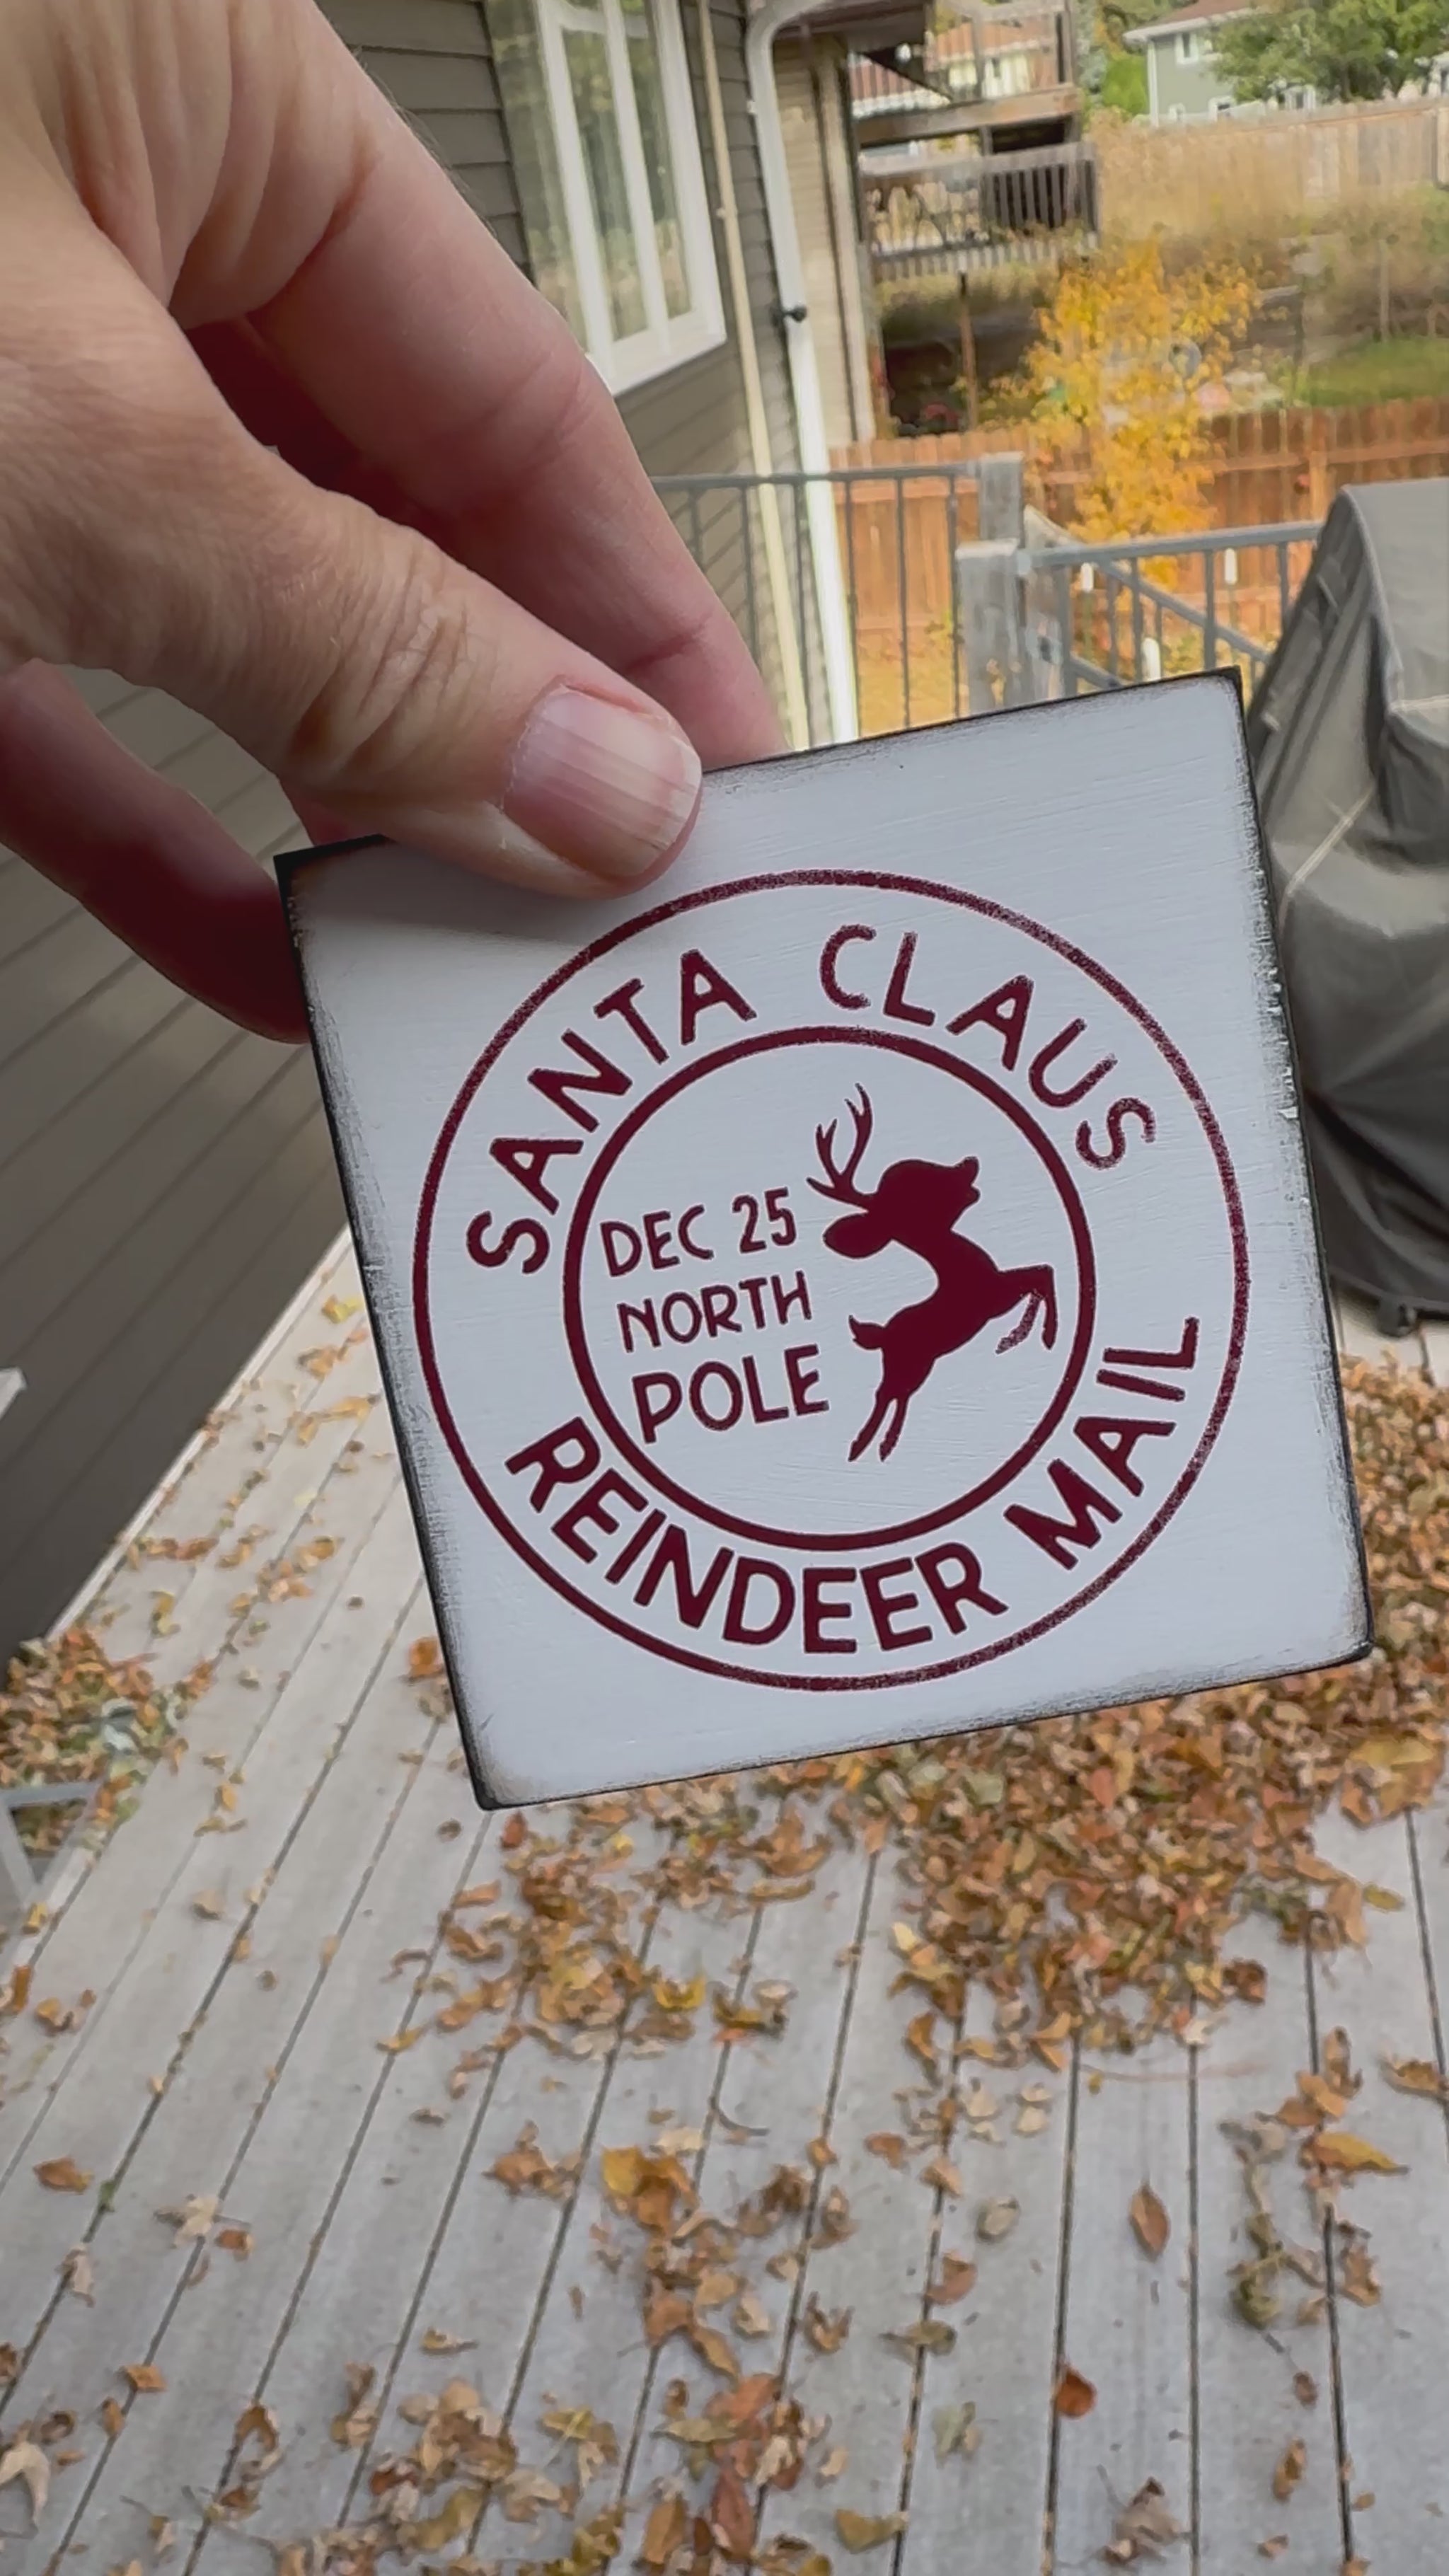 SANTA CLAUS
DEC 25
NORTH
POLE
REINDEER MAIL